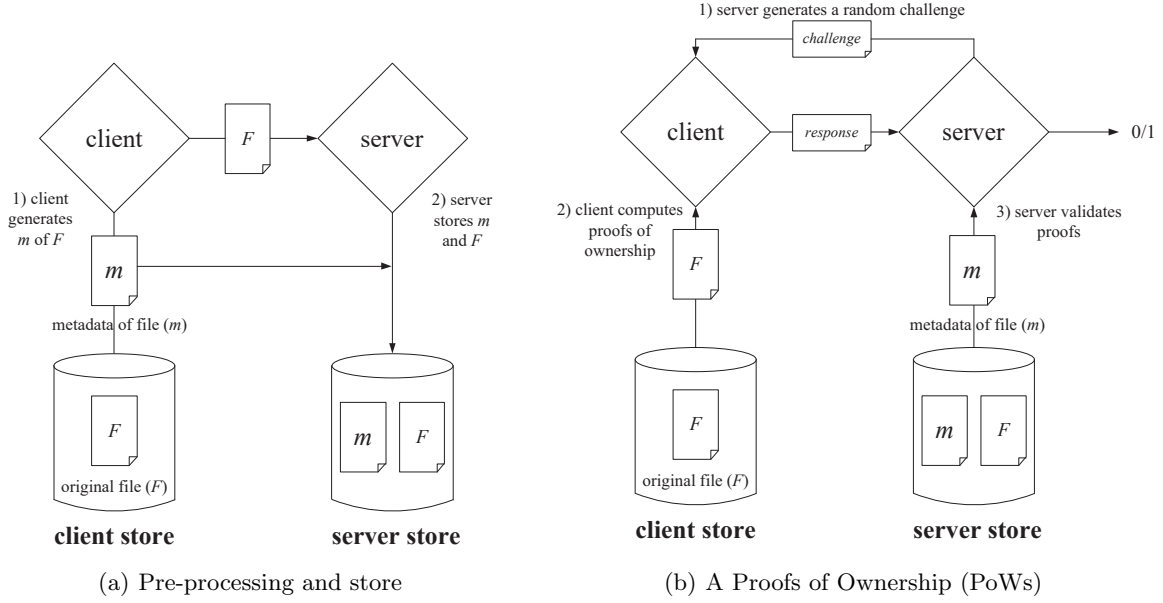 client
F
server
1) client
generates
m of F
2) server
stores m
and F
m
metadata of file (m)
F
original file (F)
m
F
client store
server store
(a) Pre-processing and store
1) server generates a random challenge
challenge
client
response
server
0/1
2) client computes
proofs of
ownership
3) server validates
proofs
F
m
metadata of file (m)
F
original file (F)
m
F
client store
server store
(b) A Proofs of Ownership (PoWs)